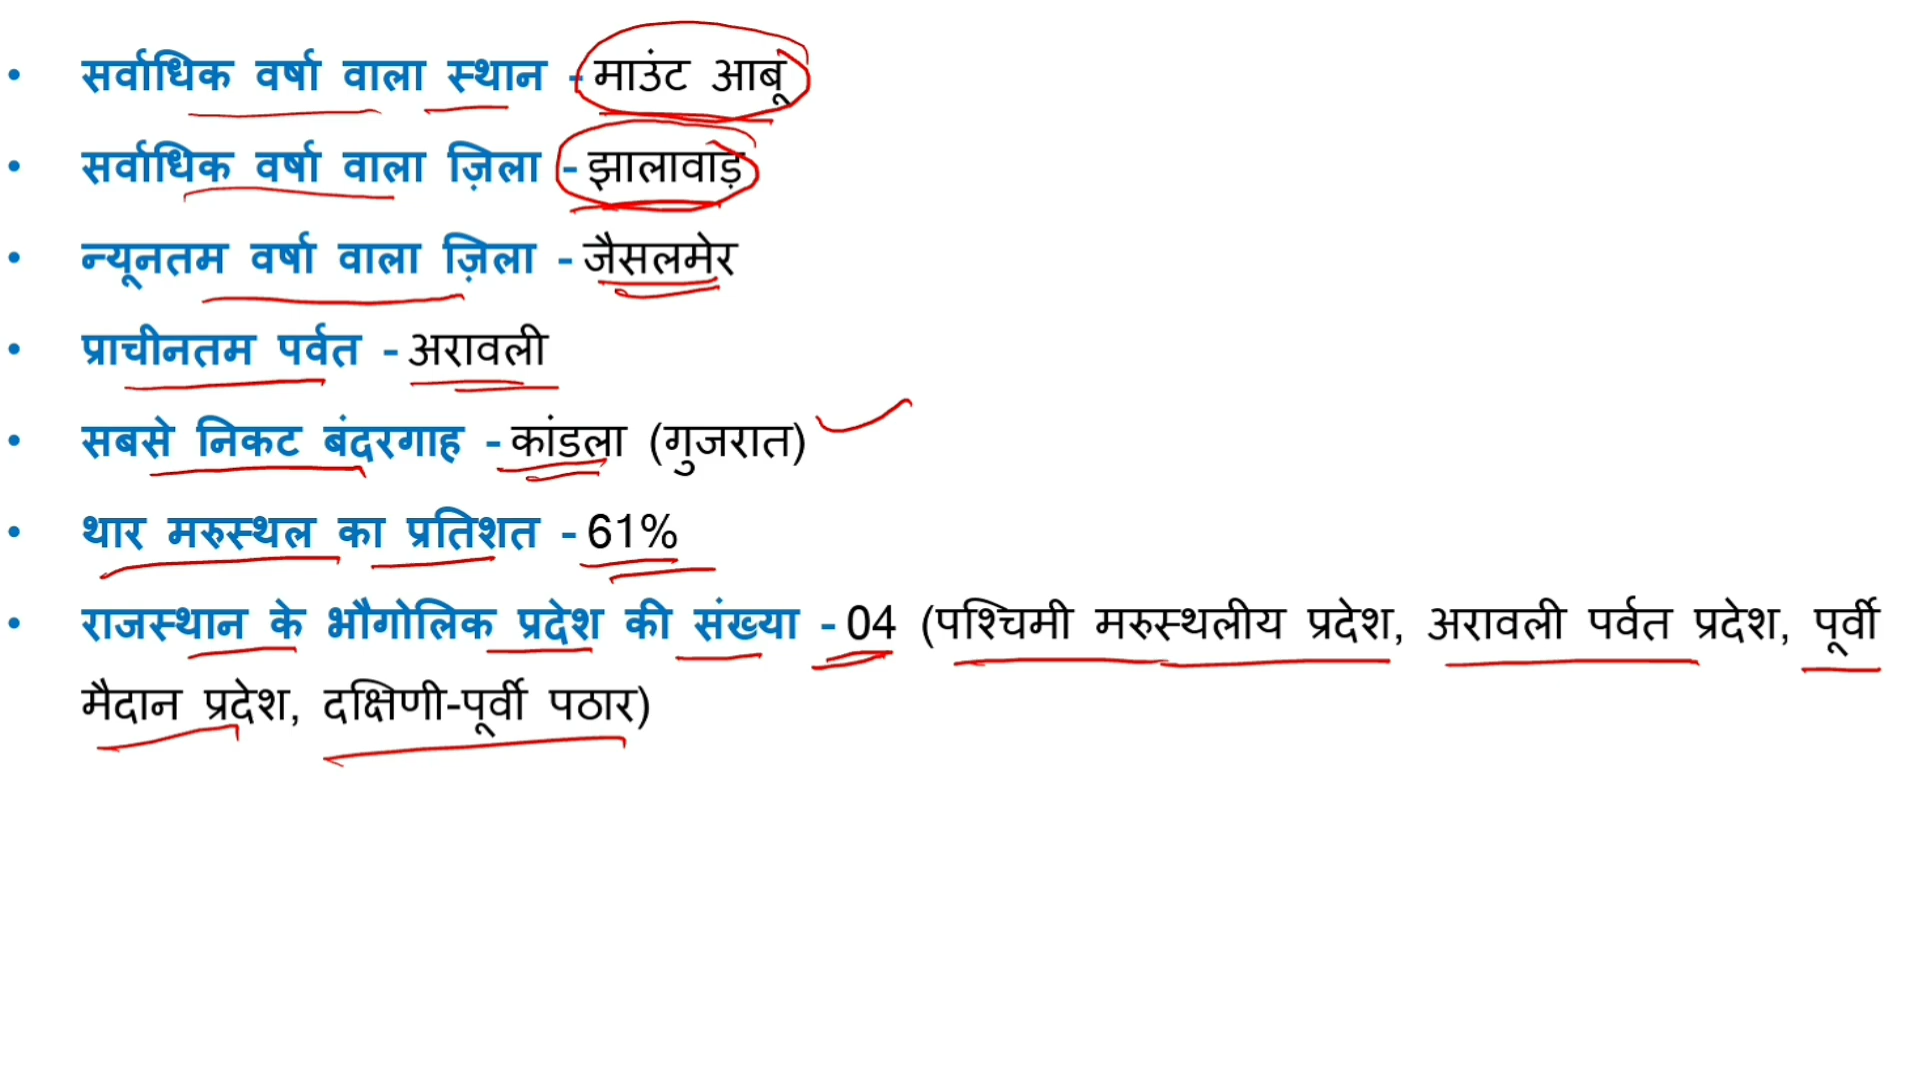 • सर्वाधिक वर्षा वाला स्थान - माउंट आबू
• सर्वाधिक वर्षा वाला ज़िला - झालावाड़
• न्यूनतम वर्षा वाला ज़िला - जैसलमेर
• प्राचीनतम पर्वत - अरावली
• सबसे निकट बंदरगाह - कांडला (गुजरात)
• थार मरुस्थल का प्रतिशत - 61%
• राजस्थान के भौगोलिक प्रदेश की संख्या - 04 (पश्चिमी मरुस्थलीय प्रदेश, अरावली पर्वत प्रदेश, पूर्वी
मैदान प्रदेश, दक्षिणी-पूर्वी पठार)